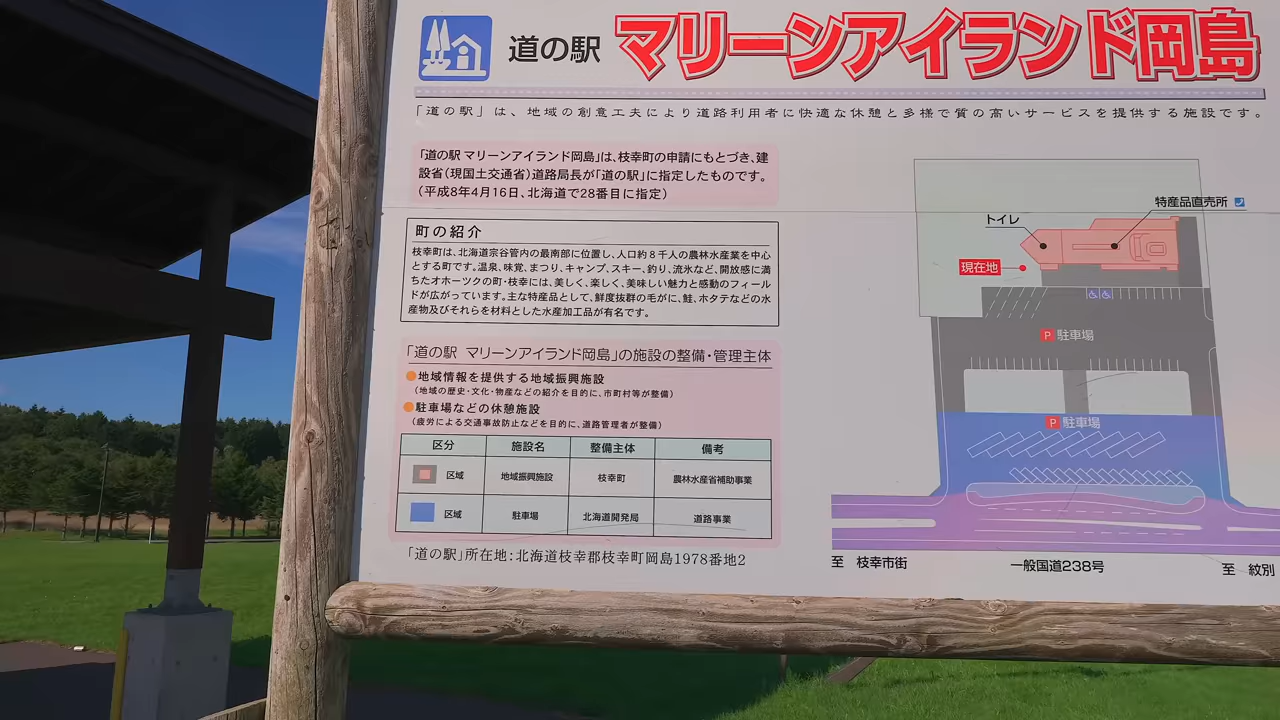 道の駅 マリーンアイランド岡島
「道の駅」は、地域の創意工夫により道路利用者に快適な休憩と多様で質の高いサービスを提供する施設です。
「道の駅 マリーンアイランド岡島」は、枝幸町の申請にもとづき、建
設省（現国土交通省）道路局長が「道の駅」に指定したものです。
（平成8年4月16日、北海道で28番目に指定）
町の紹介
枝幸町は、北海道宗谷管内の最南部に位置し、人口約8千人の農林水産業を中心
とする町です。温泉、味覚、まつり、キャンプ、スキー、釣り、流氷など、開放感に満
ちたオホーツクの町・枝幸には、美しく、楽しく、美味しい魅力と感動のフィール
ドが広がっています。主な特産品として、鮮度抜群の毛がに、鮭、ホタテなどの水
産物及びそれらを材料とした水産加工品が有名です。
「道の駅 マリーンアイランド岡島」の施設の整備・管理主体
地域情報を提供する地域振興施設
（地域の歴史・文化・物産などの紹介を目的に、市町村等が整備）
駐車場などの休憩施設
（疲労による交通事故防止などを目的に、道路管理者が整備）
区分 施設名 整備主体 備考
区域 地域振興施設 枝幸町 農林水産省補助事業
区域 駐車場 北海道開発局 道路事業
「道の駅」所在地：北海道枝幸郡枝幸町岡島1978番地2
特産品直売所
トイレ
現在地
P 駐車場
P 駐車場
至 枝幸市街 一般国道238号 至 紋別